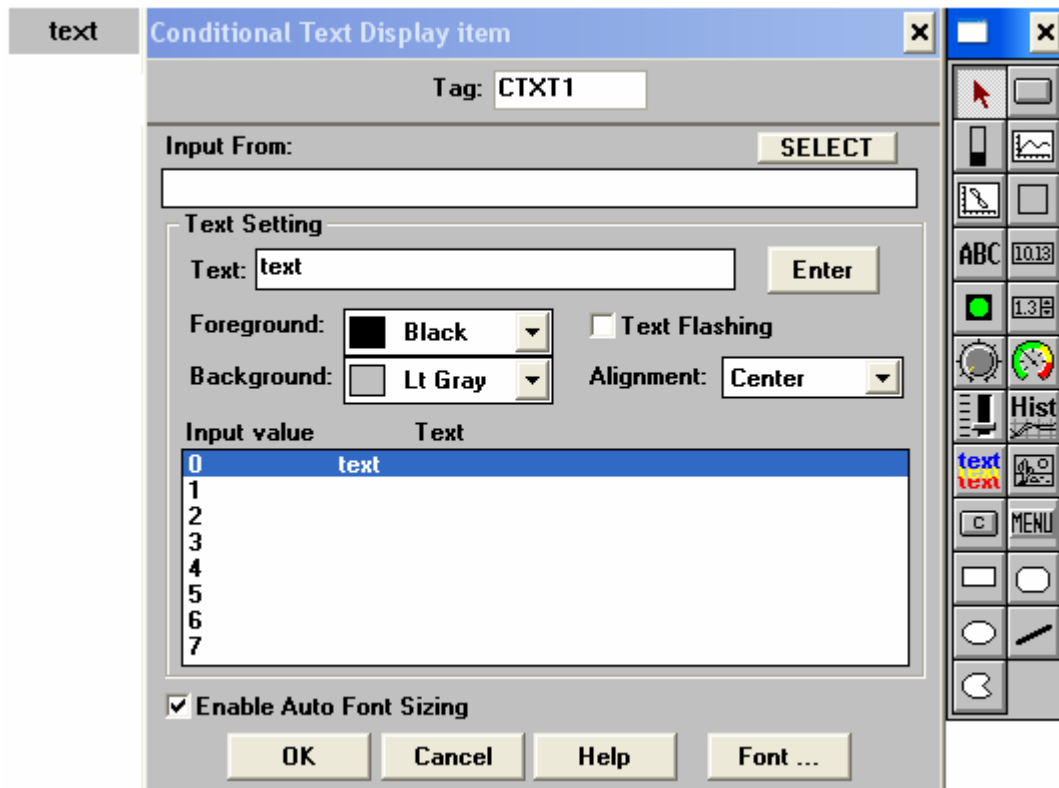 text
Conditional Text Display item
Tag: CTXT1
Input From:
SELECT
Text Setting
Text: text
Enter
Foreground: Black
Text Flashing
Background: Lt Gray
Alignment: Center
Input value Text
0 text
1
2
3
4
5
6
7
Enable Auto Font Sizing
OK Cancel Help Font ...
ABC 10.13
1.3
Hist
text
text
C MENU